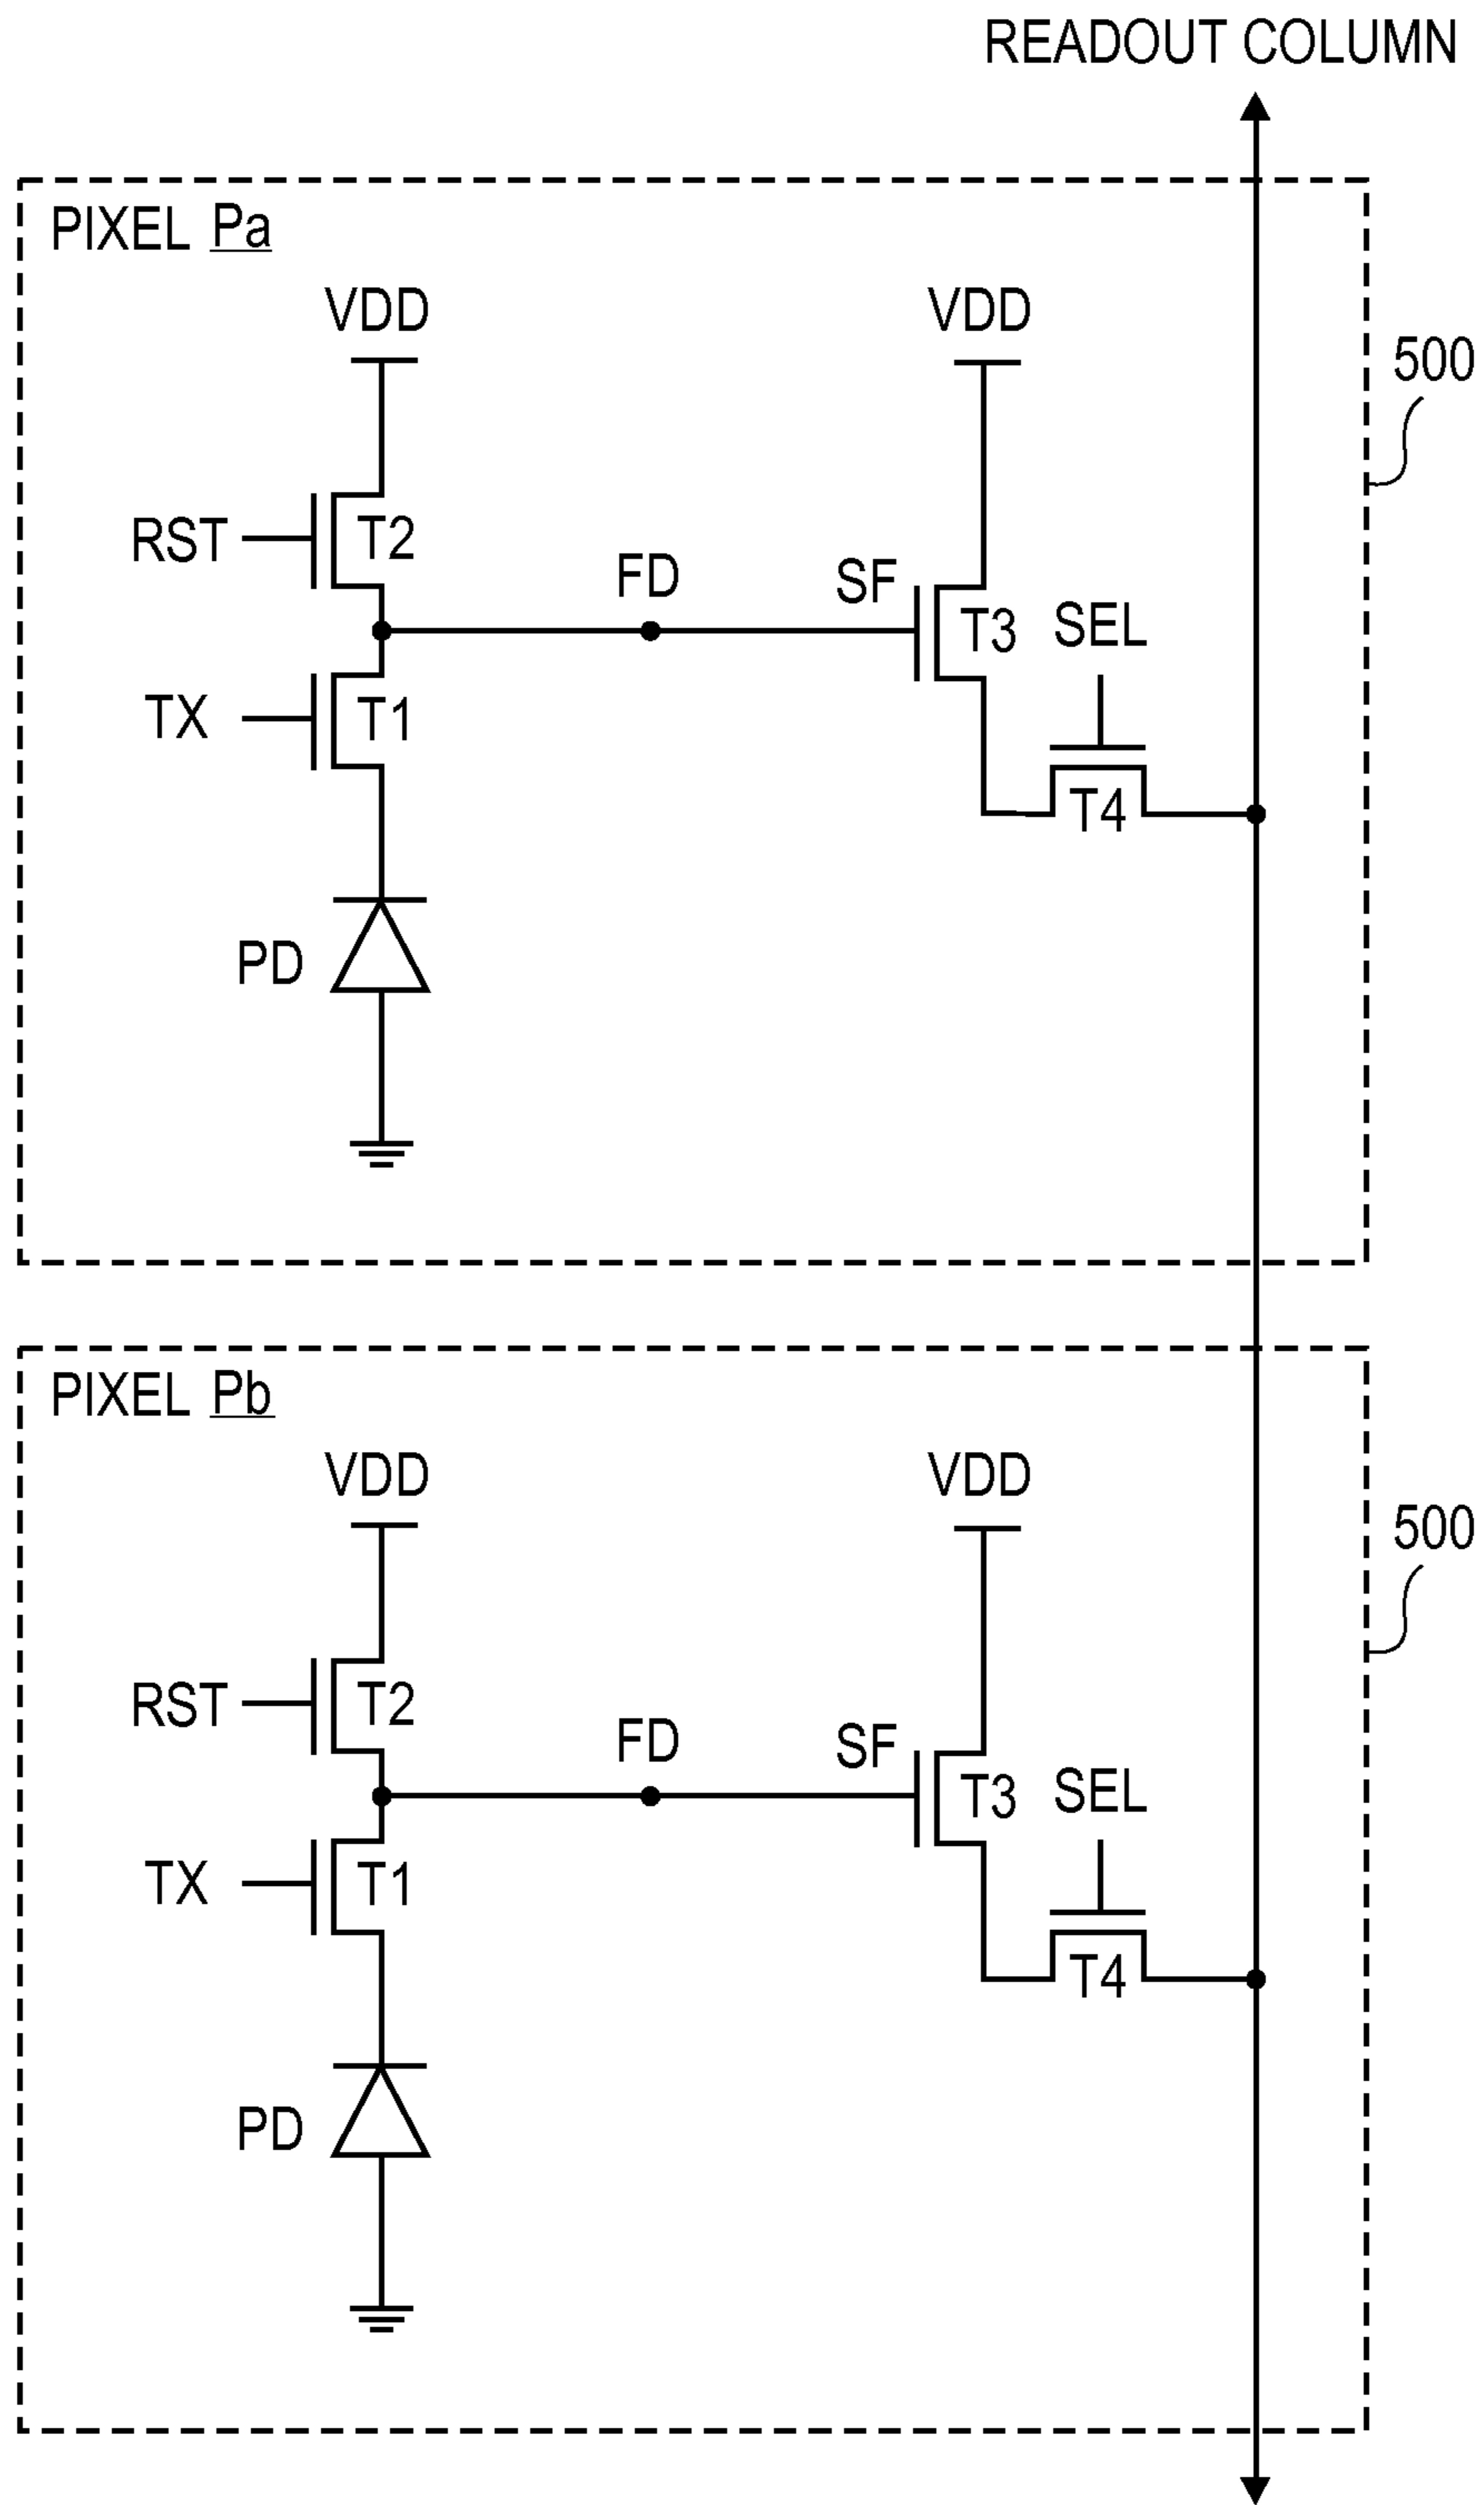 READOUT COLUMN
PIXEL Pa
VDD
VDD
500
RST
T2
FD
SF
T3
SEL
TX
T1
T4
PD
PIXEL Pb
VDD
VDD
500
RST
T2
FD
SF
T3
SEL
TX
T1
T4
PD